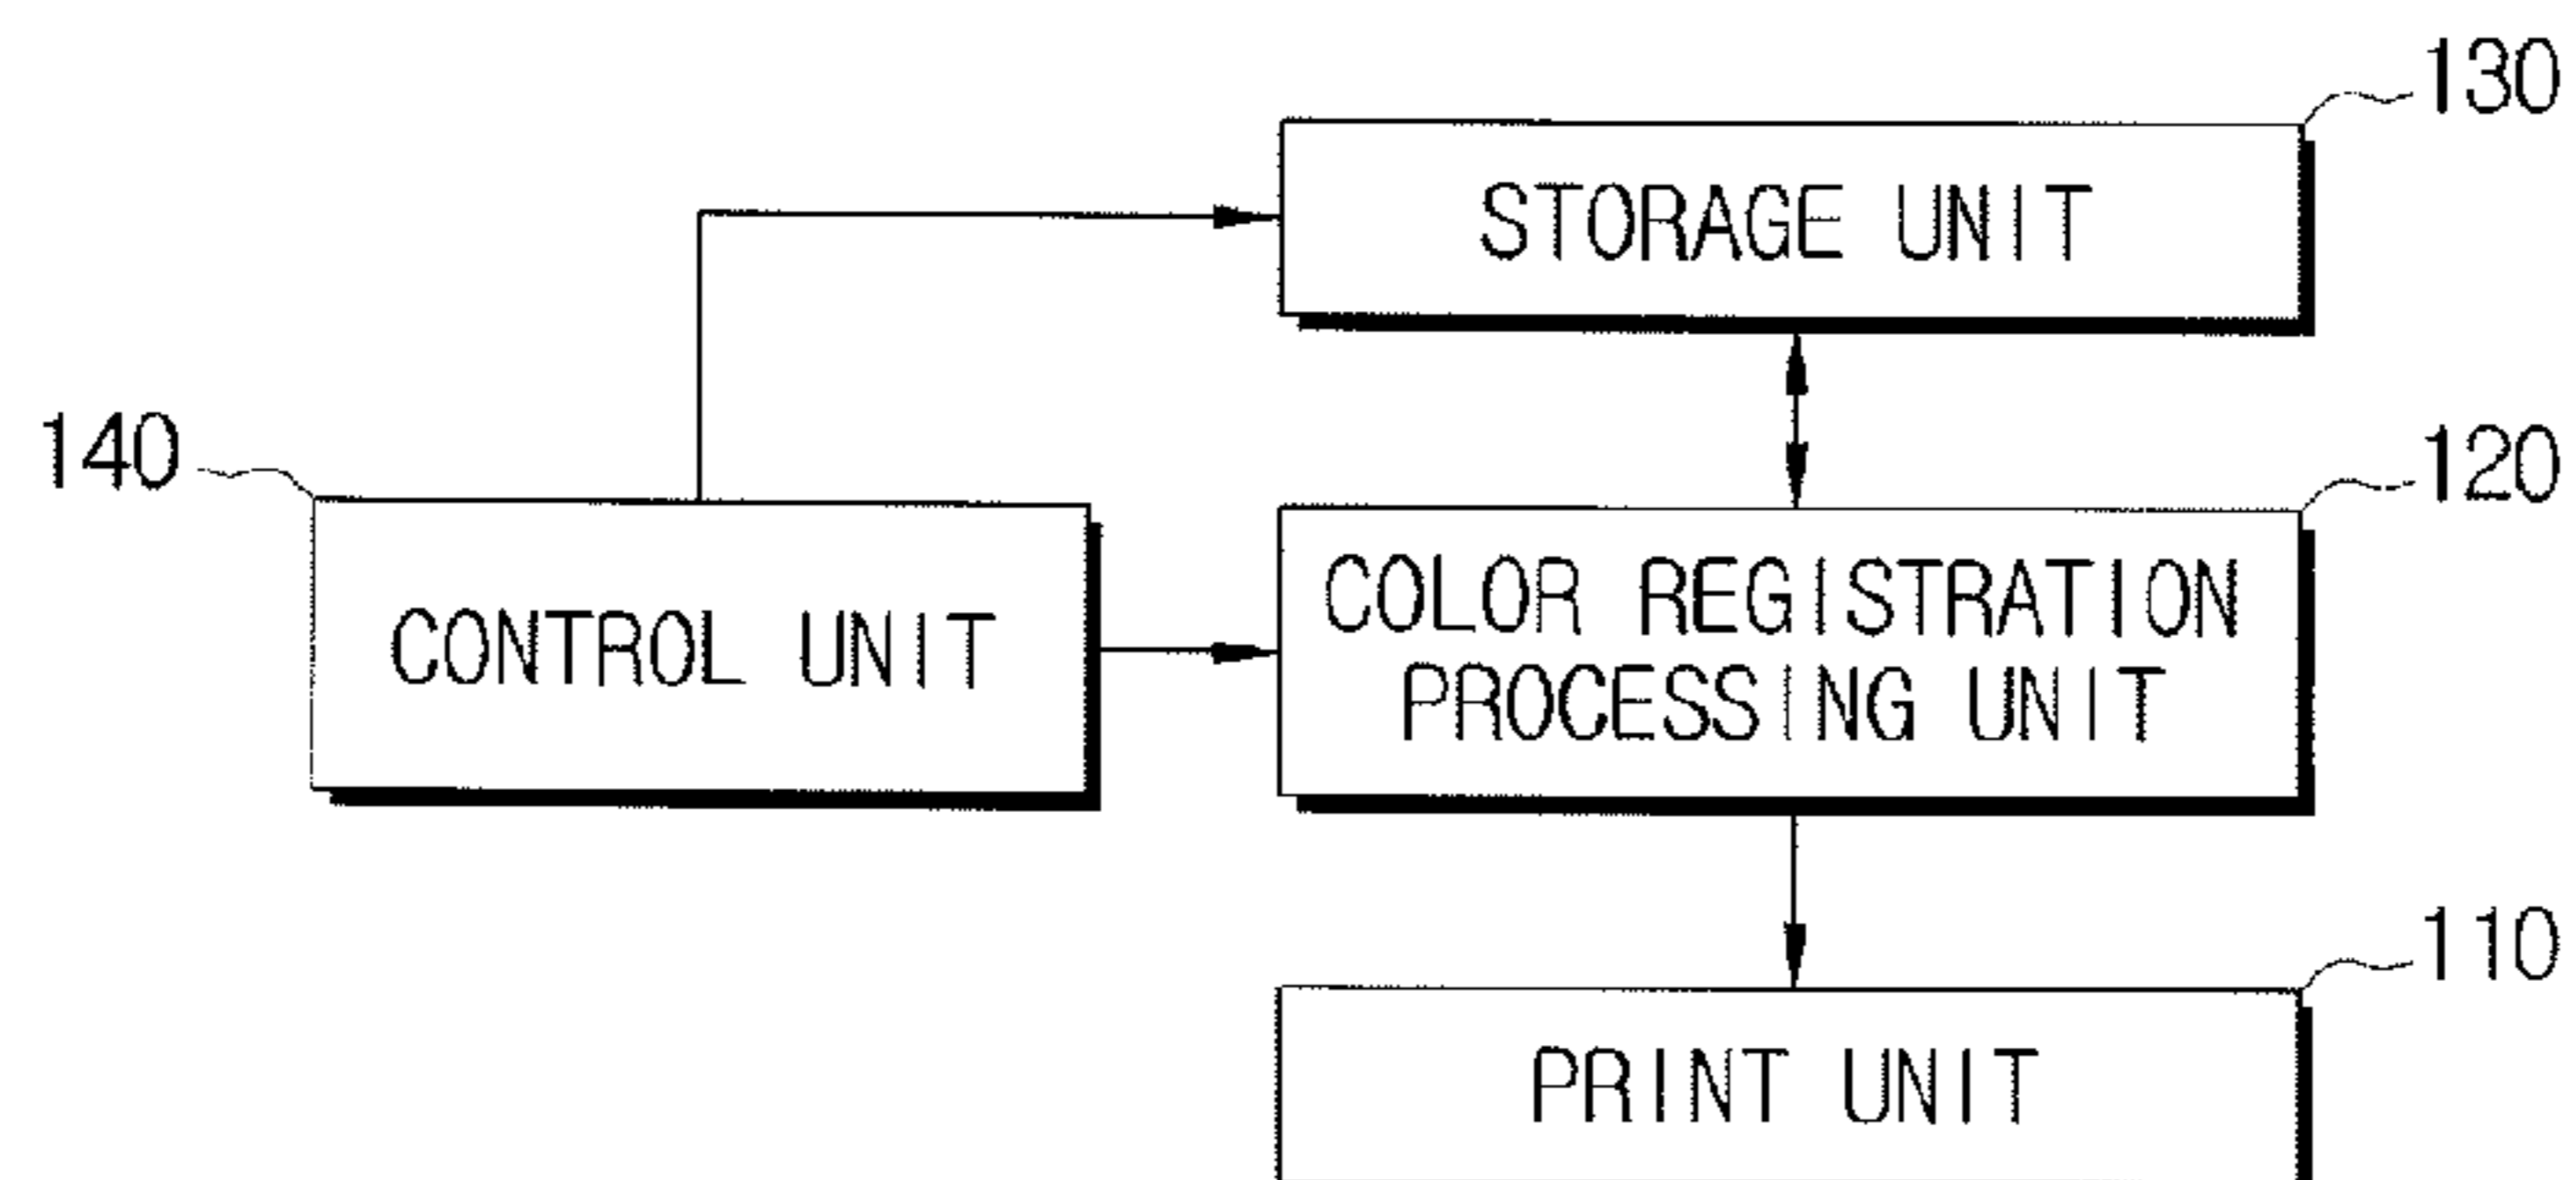 130
STORAGE UNIT
140
120
CONTROL UNIT
COLOR REGISTRATION
PROCESSING UNIT
110
PRINT UNIT